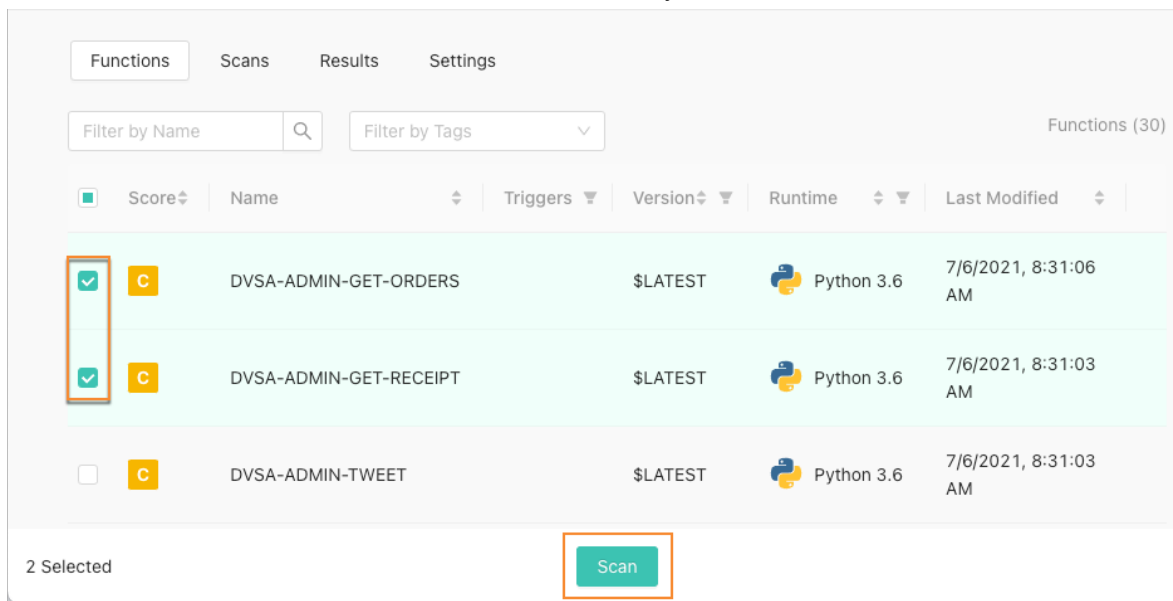 Functions Scans Results Settings
Filter by Name Filter by Tags Functions (30)
Score Name Triggers Version Runtime Last Modified
C DVSA-ADMIN-GET-ORDERS $LATEST Python 3.6 7/6/2021, 8:31:06
AM
C DVSA-ADMIN-GET-RECEIPT $LATEST Python 3.6 7/6/2021, 8:31:03
AM
C DVSA-ADMIN-TWEET $LATEST Python 3.6 7/6/2021, 8:31:03
AM
2 Selected Scan